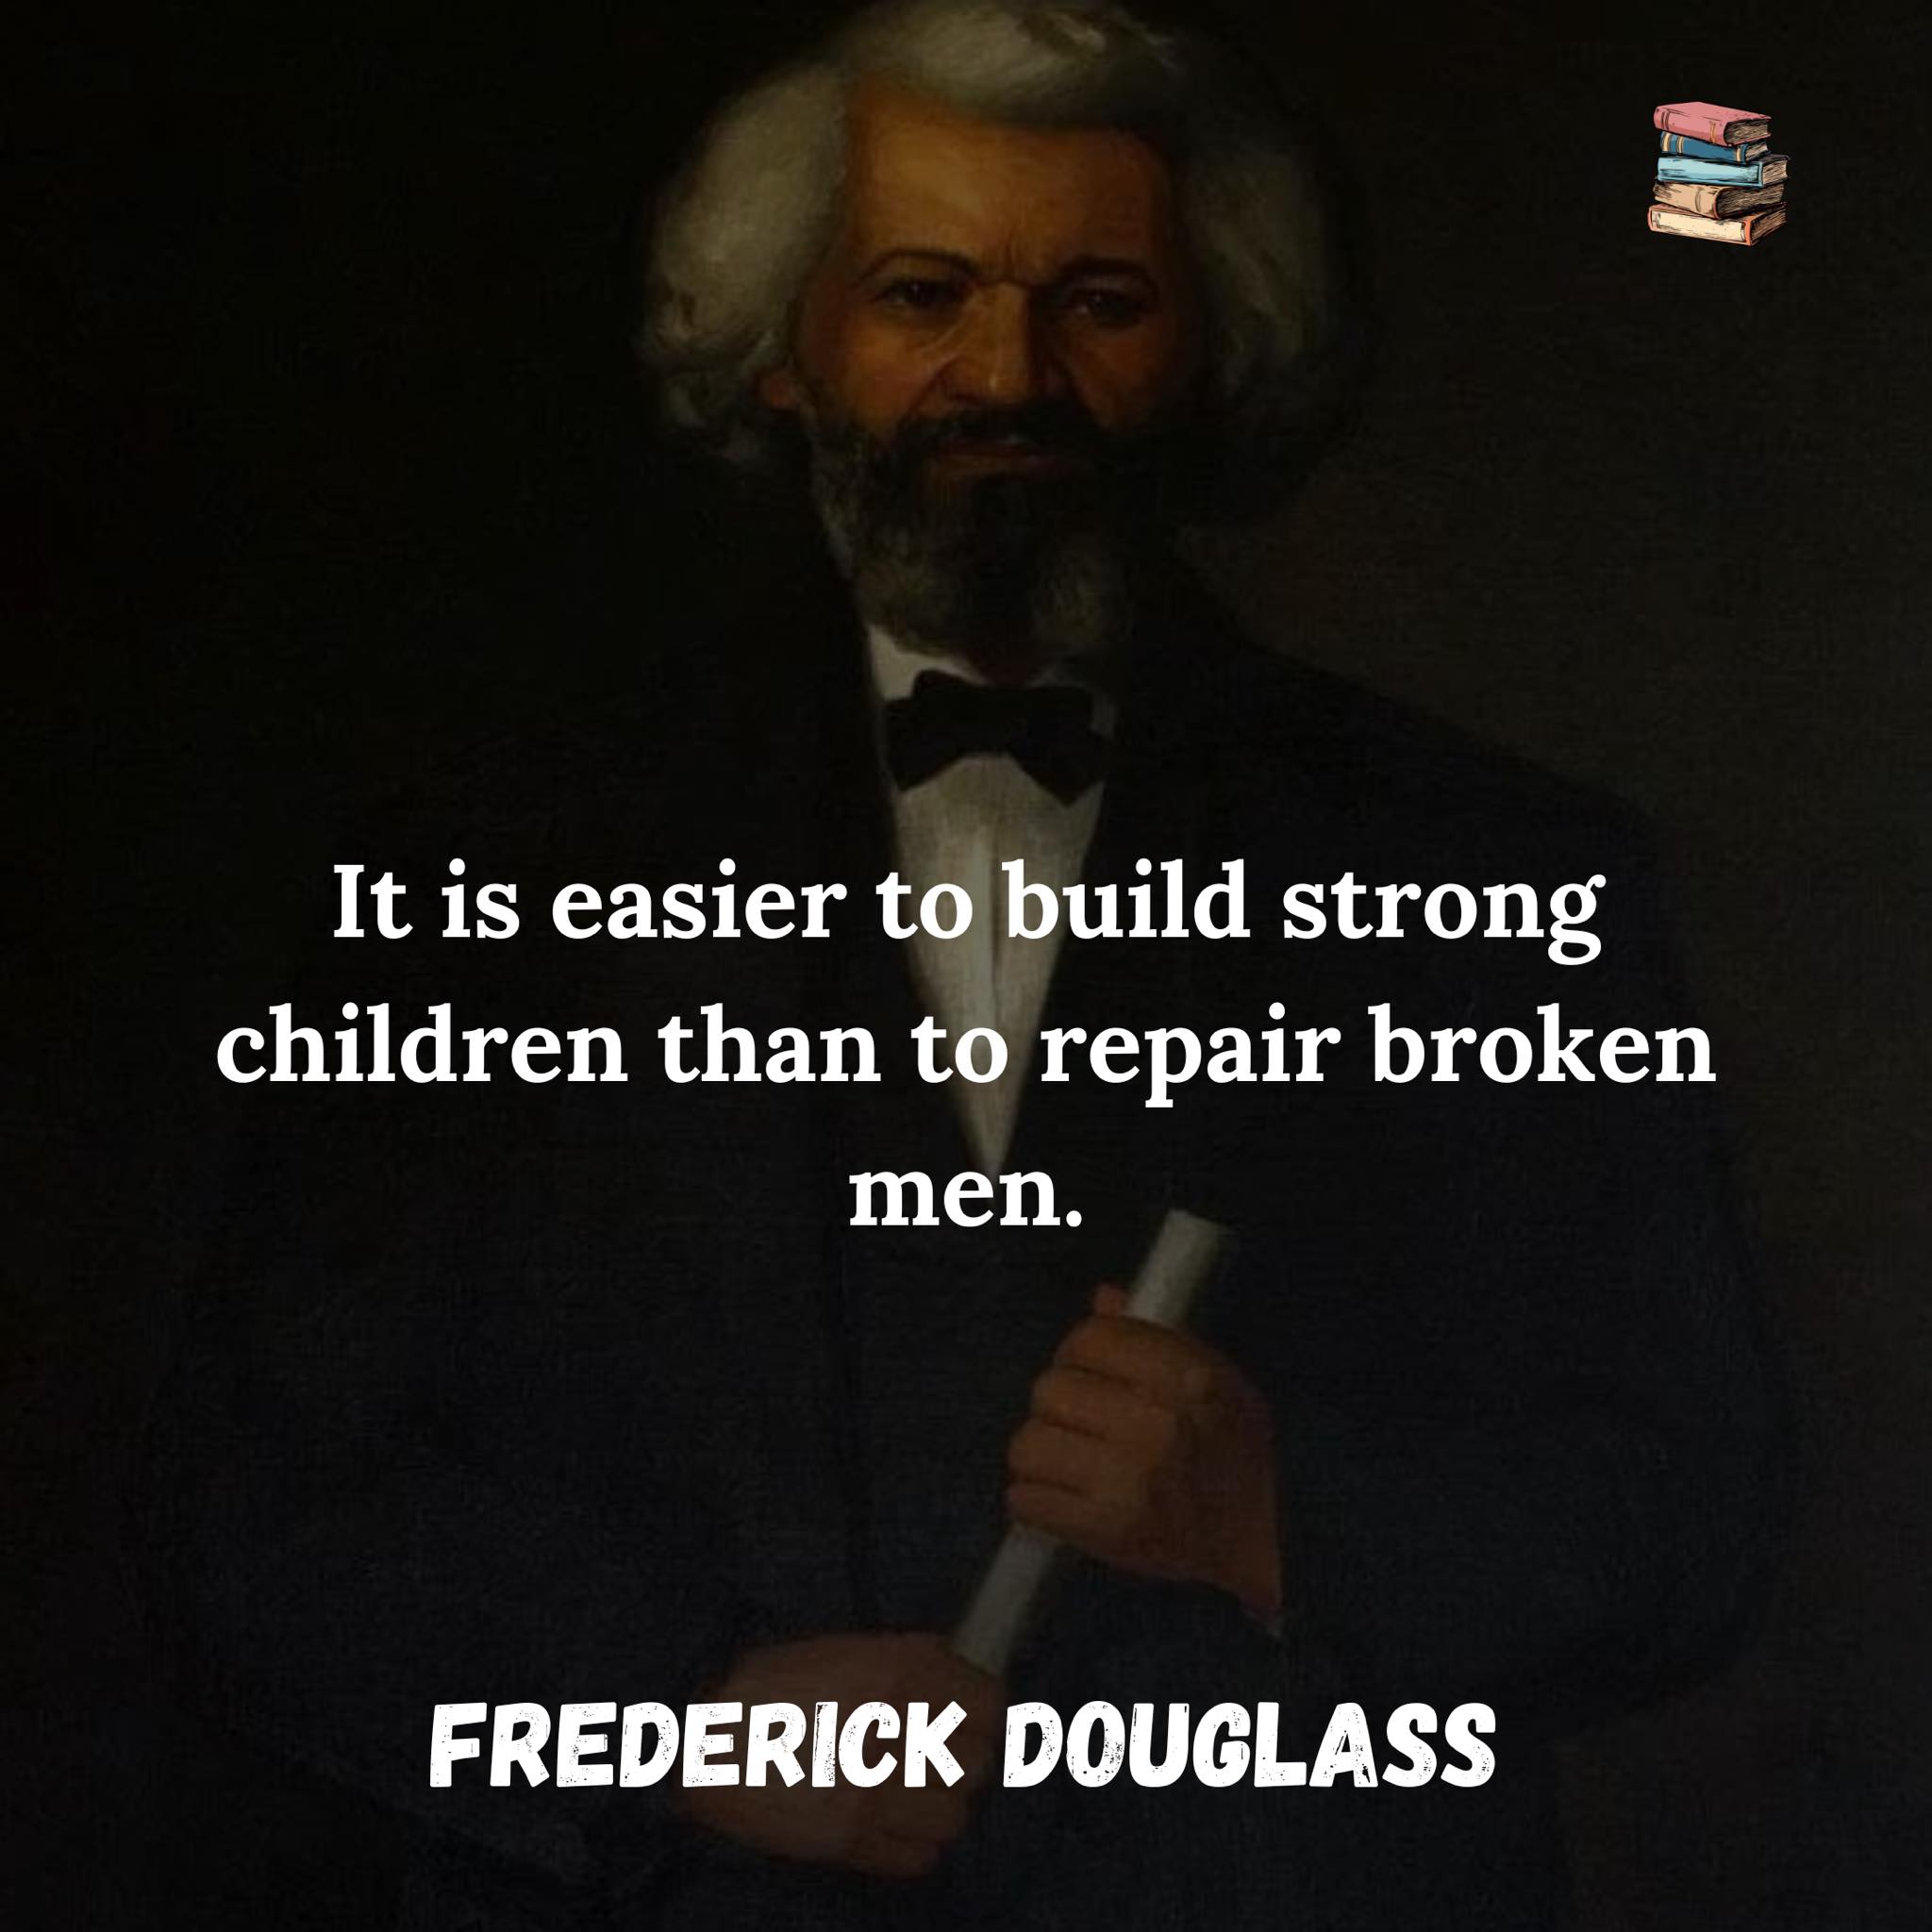 It is easier to build strong
children than to repair broken
men.
FREDERICK DOUGLASS